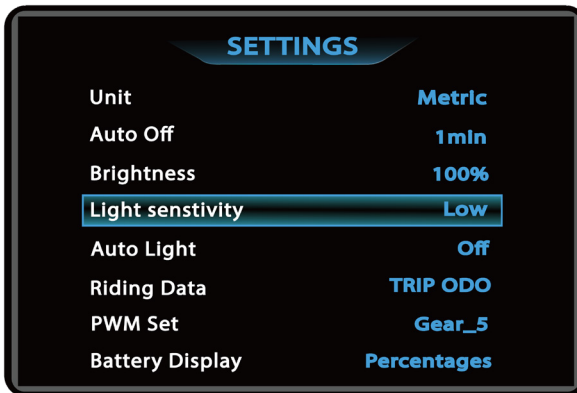 SETTINGS
Unit Metric
Auto Off 1min
Brightness 100%
Light senstivity Low
Auto Light Off
Riding Data TRIP ODO
PWM Set Gear_5
Battery Display Percentages